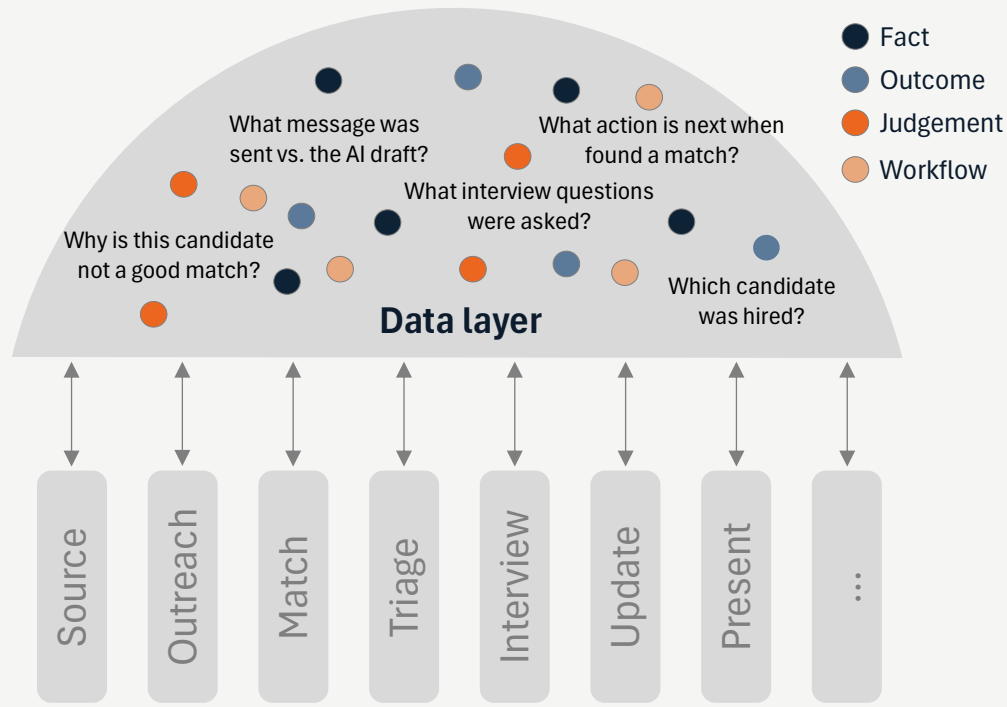 Fact
Outcome
Judgement
Workflow
What message was
sent vs. the AI draft?
What action is next when
found a match?
What interview questions
were asked?
Why is this candidate
not a good match?
Which candidate
was hired?
Data layer
Source
Outreach
Match
Triage
Interview
Update
Present
...